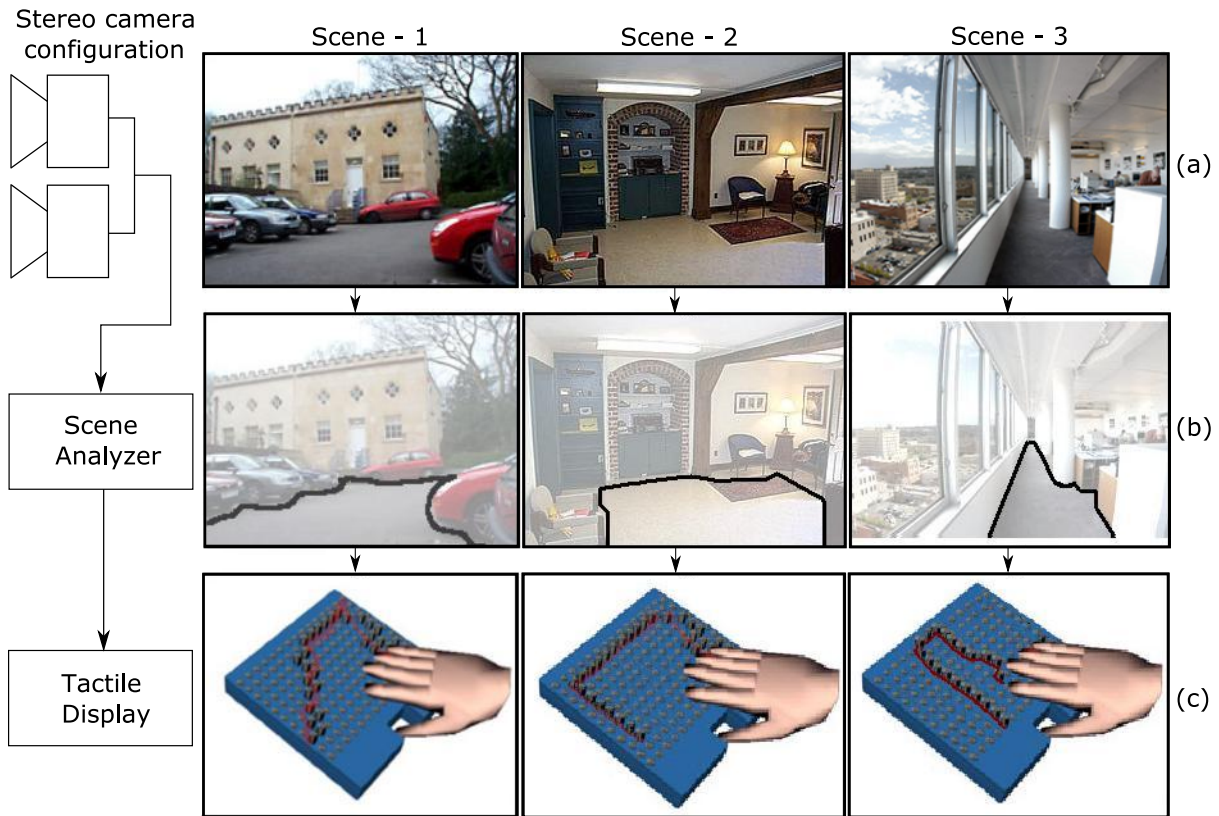 Stereo camera
configuration
Scene - 1
Scene - 2
Scene - 3
(a)
Scene
Analyzer
(b)
Tactile
Display
(c)